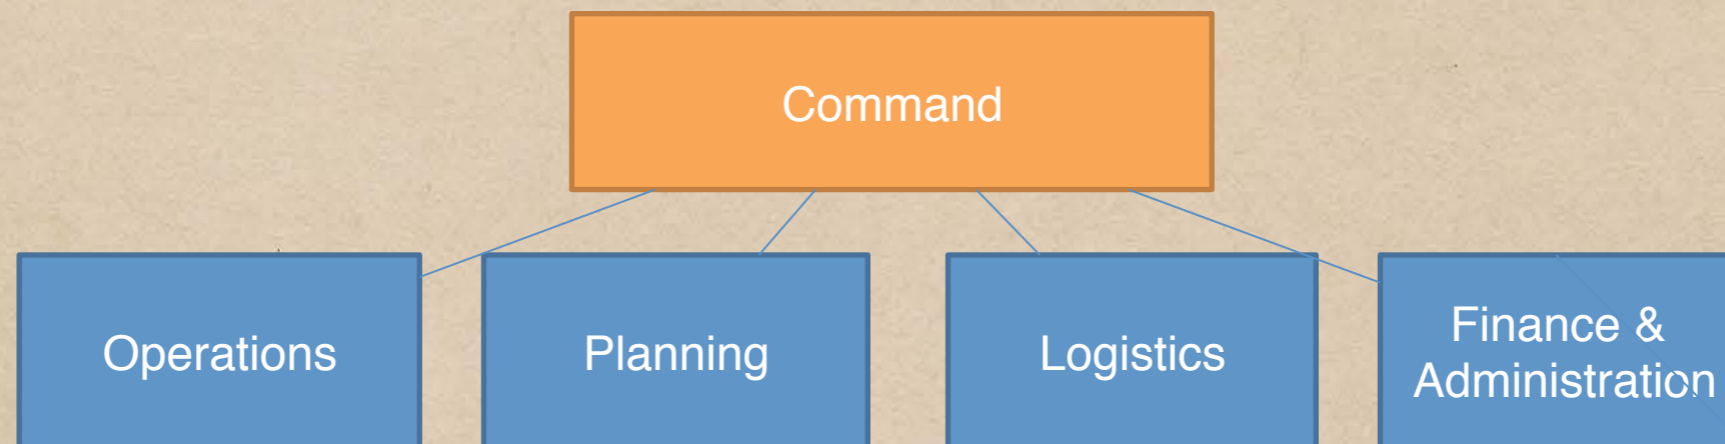 Command
Operations
Planning
Logistics
Finance &
Administration